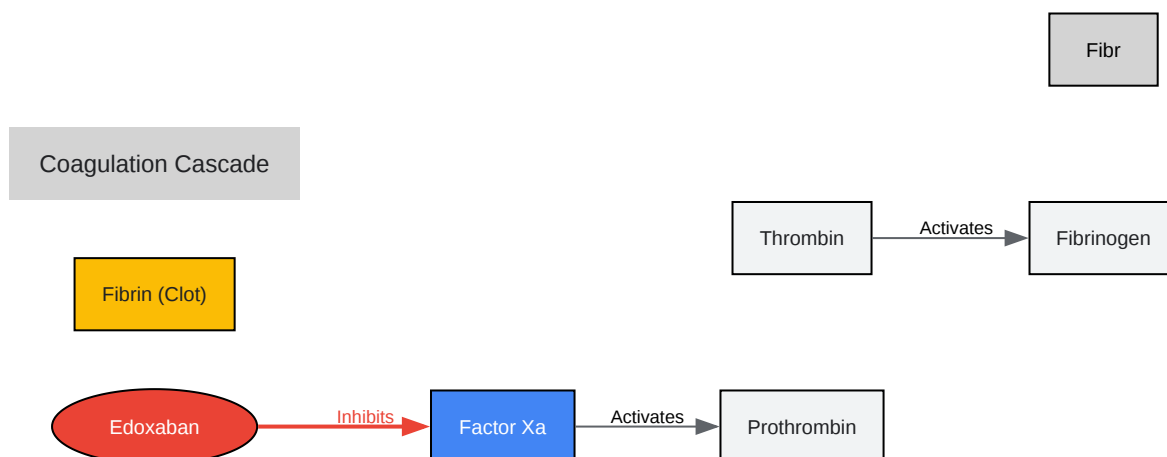 Fibr
Coagulation Cascade
Thrombin
Activates
Fibrinogen
Fibrin (Clot)
Edoxaban
Inhibits
Factor Xa
Activates
Prothrombin